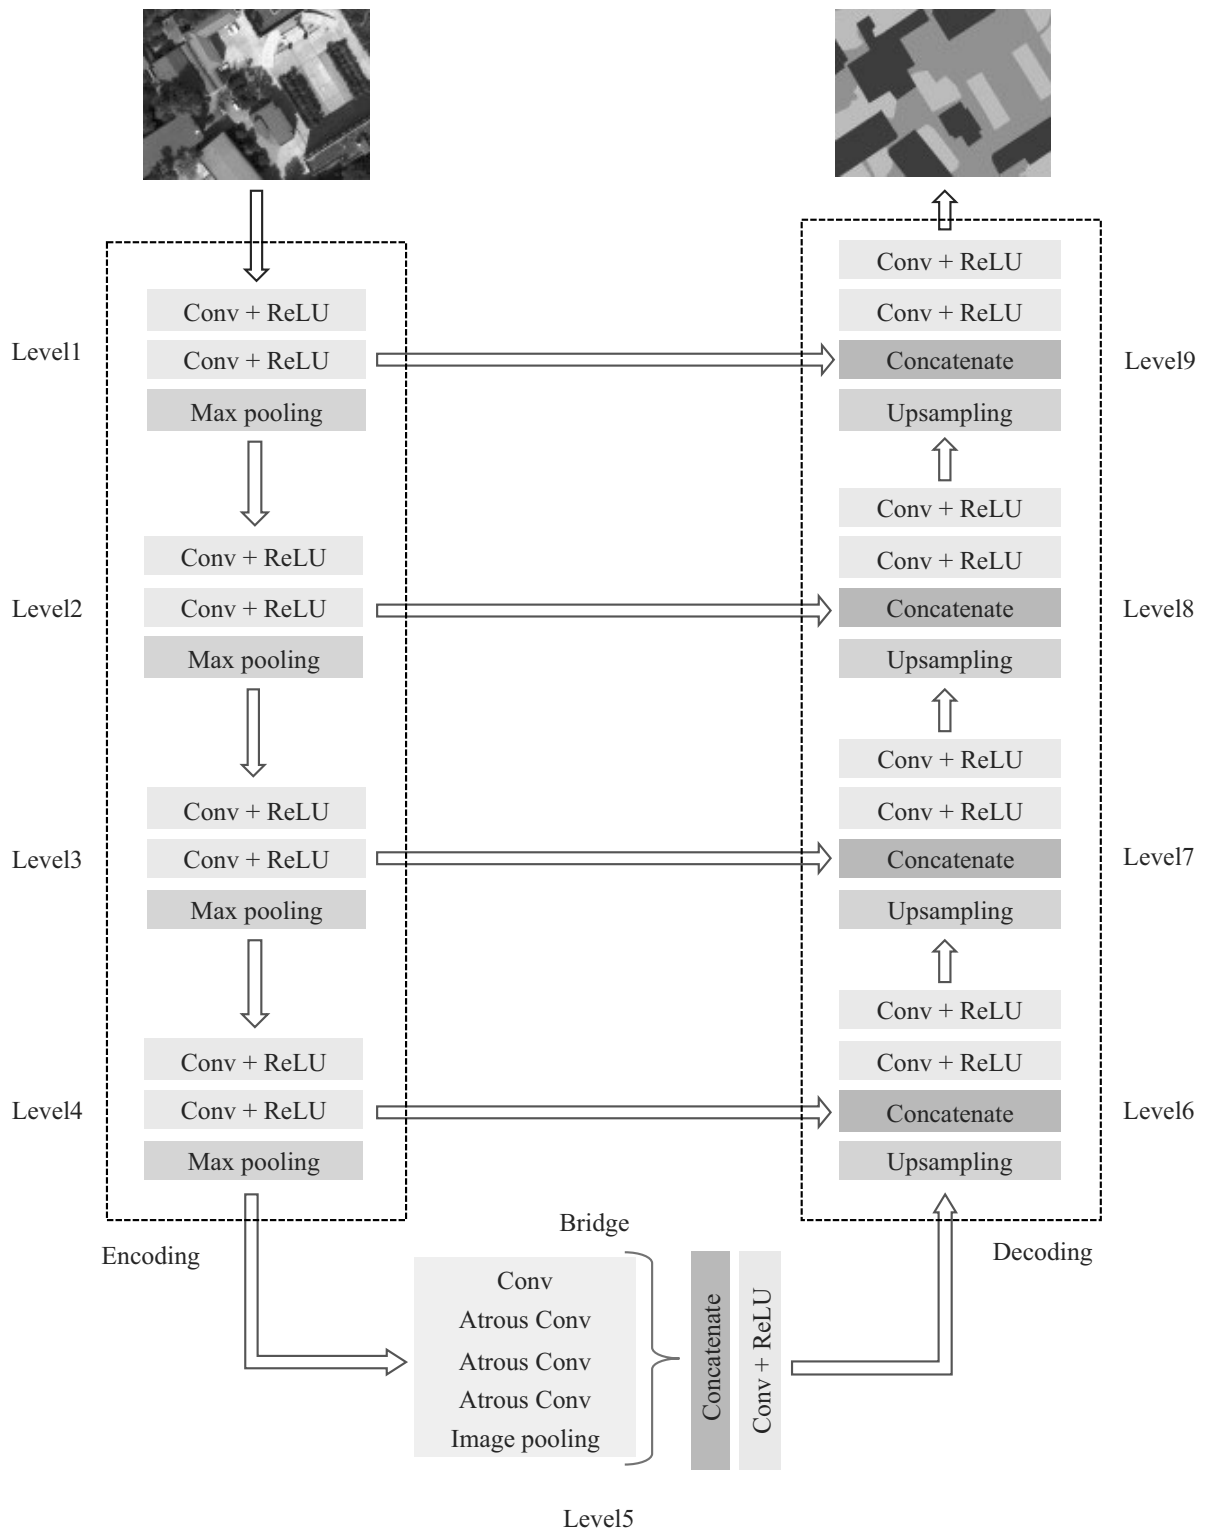 Level1
Conv + ReLU
Conv + ReLU
Max pooling
Level2
Conv + ReLU
Conv + ReLU
Max pooling
Level3
Conv + ReLU
Conv + ReLU
Max pooling
Level4
Conv + ReLU
Conv + ReLU
Max pooling
Encoding
Bridge
Conv
Atrous Conv
Atrous Conv
Atrous Conv
Image pooling
Concatenate
Conv + ReLU
Level5
Conv + ReLU
Conv + ReLU
Concatenate
Upsampling
Level9
Conv + ReLU
Conv + ReLU
Concatenate
Upsampling
Level8
Conv + ReLU
Conv + ReLU
Concatenate
Upsampling
Level7
Conv + ReLU
Conv + ReLU
Concatenate
Upsampling
Level6
Decoding